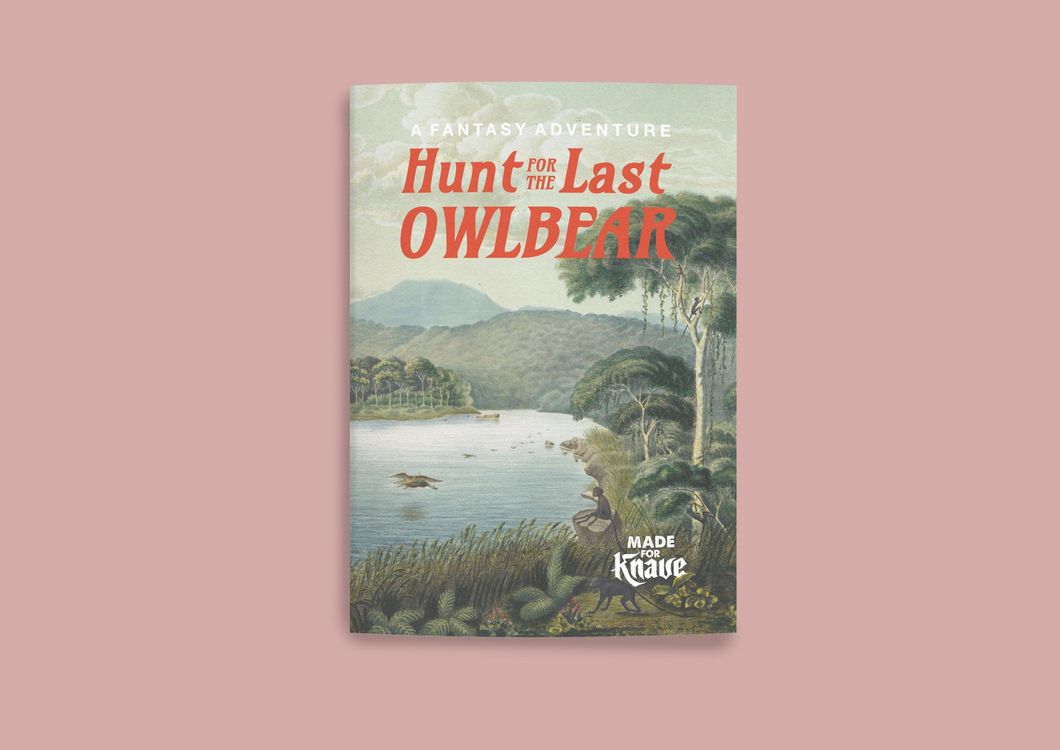 A FANTASY ADVENTURE
Hunt FOR THE Last
OWLBEAR
MADE
FOR
Knave